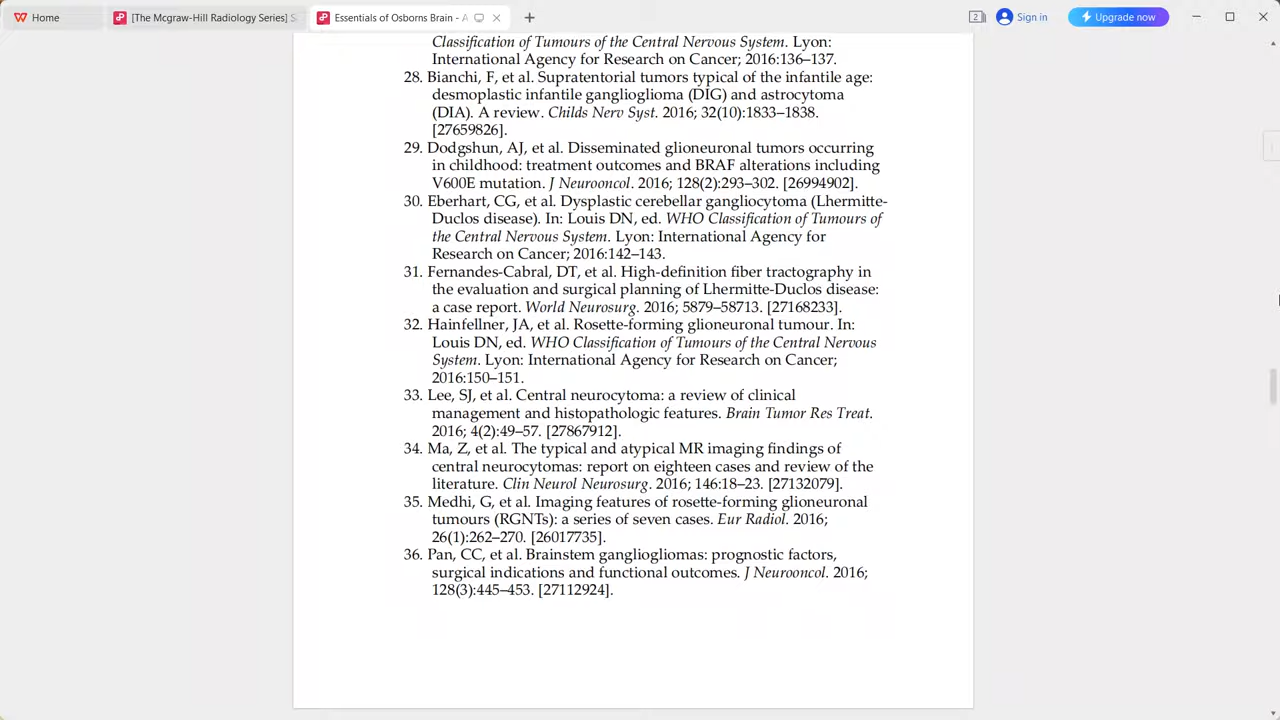 Home
[The Mcgraw-Hill Radiology Series] S
Essentials of Osborns Brain - A
2
Sign in
Upgrade now
Classification of Tumours of the Central Nervous System. Lyon:
International Agency for Research on Cancer; 2016:136–137.
28. Bianchi, F, et al. Supratentorial tumors typical of the infantile age:
desmoplastic infantile ganglioglioma (DIG) and astrocytoma
(DIA). A review. Childs Nerv Syst. 2016; 32(10):1833–1838.
[27659826].
29. Dodgshun, AJ, et al. Disseminated glioneuronal tumors occurring
in childhood: treatment outcomes and BRAF alterations including
V600E mutation. J Neurooncol. 2016; 128(2):293–302. [26994902].
30. Eberhart, CG, et al. Dysplastic cerebellar gangliocytoma (Lhermitte-
Duclos disease). In: Louis DN, ed. WHO Classification of Tumours of
the Central Nervous System. Lyon: International Agency for
Research on Cancer; 2016:142–143.
31. Fernandes-Cabral, DT, et al. High-definition fiber tractography in
the evaluation and surgical planning of Lhermitte-Duclos disease:
a case report. World Neurosurg. 2016; 5879–58713. [27168233].
32. Hainfellner, JA, et al. Rosette-forming glioneuronal tumour. In:
Louis DN, ed. WHO Classification of Tumours of the Central Nervous
System. Lyon: International Agency for Research on Cancer;
2016:150–151.
33. Lee, SJ, et al. Central neurocytoma: a review of clinical
management and histopathologic features. Brain Tumor Res Treat.
2016; 4(2):49–57. [27867912].
34. Ma, Z, et al. The typical and atypical MR imaging findings of
central neurocytomas: report on eighteen cases and review of the
literature. Clin Neurol Neurosurg. 2016; 146:18–23. [27132079].
35. Medhi, G, et al. Imaging features of rosette-forming glioneuronal
tumours (RGNTs): a series of seven cases. Eur Radiol. 2016;
26(1):262–270. [26017735].
36. Pan, CC, et al. Brainstem gangliogliomas: prognostic factors,
surgical indications and functional outcomes. J Neurooncol. 2016;
128(3):445–453. [27112924].